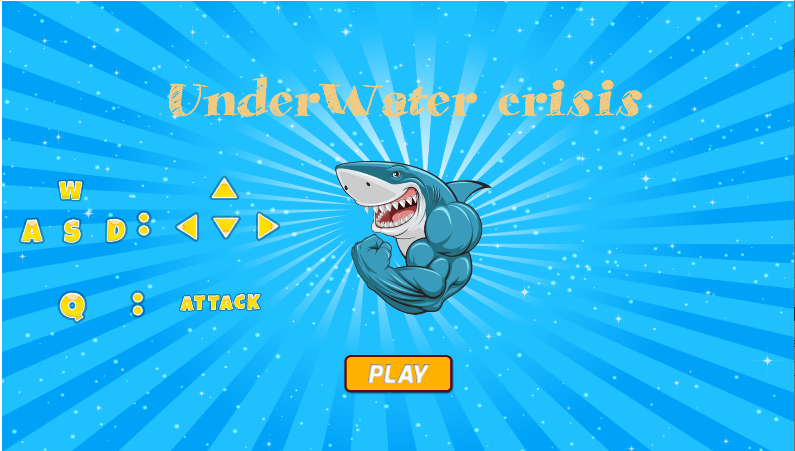 UnderWater crisis
W
A S D :
Q : ATTACK
PLAY